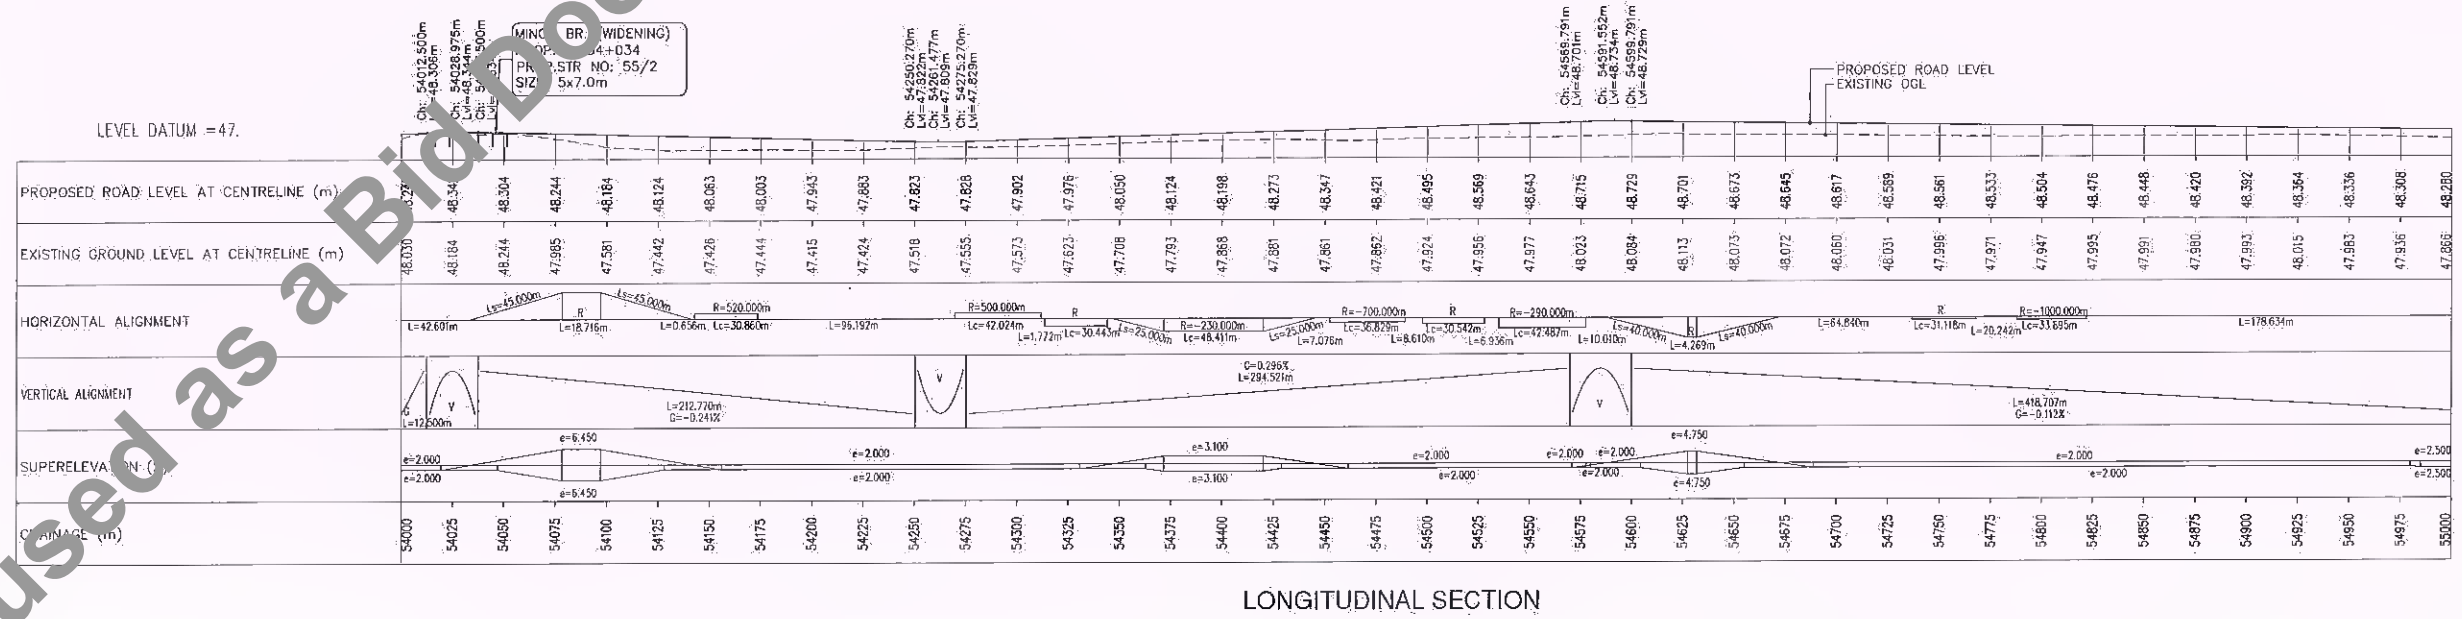 Ch: 54012.500m
Lvl=48.306m
Ch: 54028.975m
Lvl=48.344m
MINOR BR. (WIDENING)
PROP. 54+034
PROP.STR NO: 55/2
SIZE 5x7.0m
Ch: 54250.270m
Lvl=47.822m
Ch: 54261.477m
Lvl=47.809m
Ch: 54275.270m
Lvl=47.829m
Ch: 54569.791m
Lvl=48.701m
Ch: 54591.552m
Lvl=48.734m
Ch: 54599.791m
Lvl=48.729m
PROPOSED ROAD LEVEL
EXISTING OGL
LEVEL DATUM =47.
PROPOSED ROAD LEVEL AT CENTRELINE (m) 48.304 48.244 48.184 48.124 48.063 48.003 47.943 47.883 47.823 47.828 47.902 47.976 48.050 48.124 48.198 48.273 48.347 48.421 48.495 48.569 48.643 48.715 48.729 48.701 48.673 48.645 48.617 48.589 48.561 48.533 48.504 48.476 48.448 48.420 48.392 48.364 48.336 48.308 48.280
EXISTING GROUND LEVEL AT CENTRELINE (m) 48.030 48.184 48.244 47.985 47.581 47.442 47.426 47.444 47.415 47.424 47.518 47.555 47.573 47.623 47.708 47.793 47.868 47.881 47.861 47.862 47.924 47.956 47.977 48.023 48.084 48.113 48.073 48.072 48.060 48.031 47.996 47.971 47.947 47.995 47.991 47.980 47.993 48.015 47.983 47.936 47.866
HORIZONTAL ALIGNMENT
L=42.601m Ls=45.000m R L=18.716m Ls=45.000m L=0.656m R=520.000m Lc=30.860m L=95.192m R=500.000m Lc=42.024m L=1.772m R Lc=30.443m Ls=25.000m R=-230.000m Lc=48.411m Ls=25.000m L=7.076m R=-700.000m Lc=36.829m L=8.610m R Lc=30.542m L=6.936m R=-290.000m Lc=42.487m L=10.010m Ls=40.000m R L=4.269m Ls=40.000m L=64.840m R Lc=31.118m L=20.242m R=-1000.000m Lc=33.895m L=178.634m
VERTICAL ALIGNMENT
G
L=12.500m
V
L=212.770m
G=-0.241%
V
G=0.296%
L=294.521m
V
L=418.707m
G=-0.112%
SUPERELEVATION (
e=2.000 e=6.450 e=2.000 e=3.100 e=2.000 e=2.000 e=2.000 e=4.750 e=2.000 e=2.500
e=2.000 e=6.450 e=2.000 e=3.100 e=2.000 e=2.000 e=4.750 e=2.000 e=2.500
CHAINAGE (m) 54000 54025 54050 54075 54100 54125 54150 54175 54200 54225 54250 54275 54300 54325 54350 54375 54400 54425 54450 54475 54500 54525 54550 54575 54600 54625 54650 54675 54700 54725 54750 54775 54800 54825 54850 54875 54900 54925 54950 54975 55000
LONGITUDINAL SECTION
used as a Bid Doc